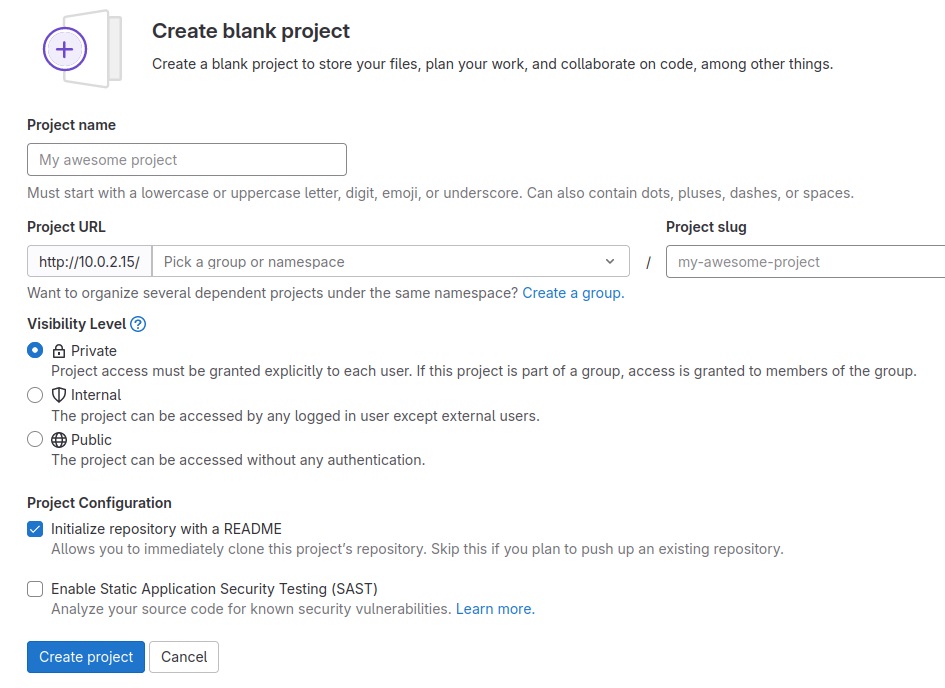 Create blank project
Create a blank project to store your files, plan your work, and collaborate on code, among other things.
Project name
My awesome project
Must start with a lowercase or uppercase letter, digit, emoji, or underscore. Can also contain dots, pluses, dashes, or spaces.
Project URL
Project slug
http://10.0.2.15/ Pick a group or namespace / my-awesome-project
Want to organize several dependent projects under the same namespace? Create a group.
Visibility Level
Private
Project access must be granted explicitly to each user. If this project is part of a group, access is granted to members of the group.
Internal
The project can be accessed by any logged in user except external users.
Public
The project can be accessed without any authentication.
Project Configuration
Initialize repository with a README
Allows you to immediately clone this project’s repository. Skip this if you plan to push up an existing repository.
Enable Static Application Security Testing (SAST)
Analyze your source code for known security vulnerabilities. Learn more.
Create project Cancel